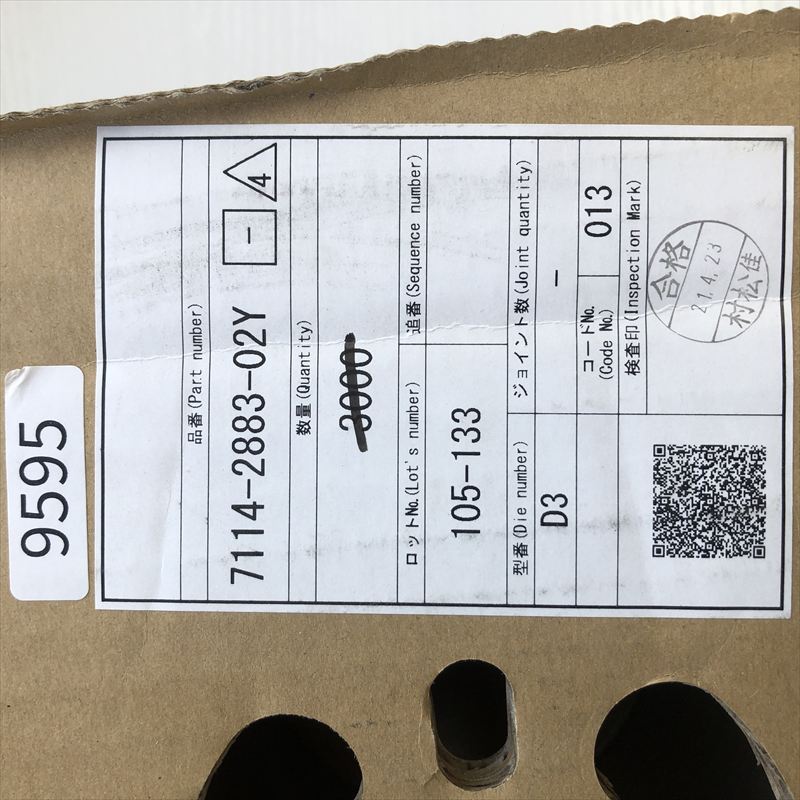 9595
品番(Part number)
7114-2883-02Y - 4
数量(Quantity)
3000
ロットNo.(Lot's number) 追番(Sequence number)
105-133
型番(Die number) ジョイント数(Joint quantity)
D3 -
コードNo.
(Code No.) 013
検査印(Inspection Mark)
合格
21.4.23
村松佳